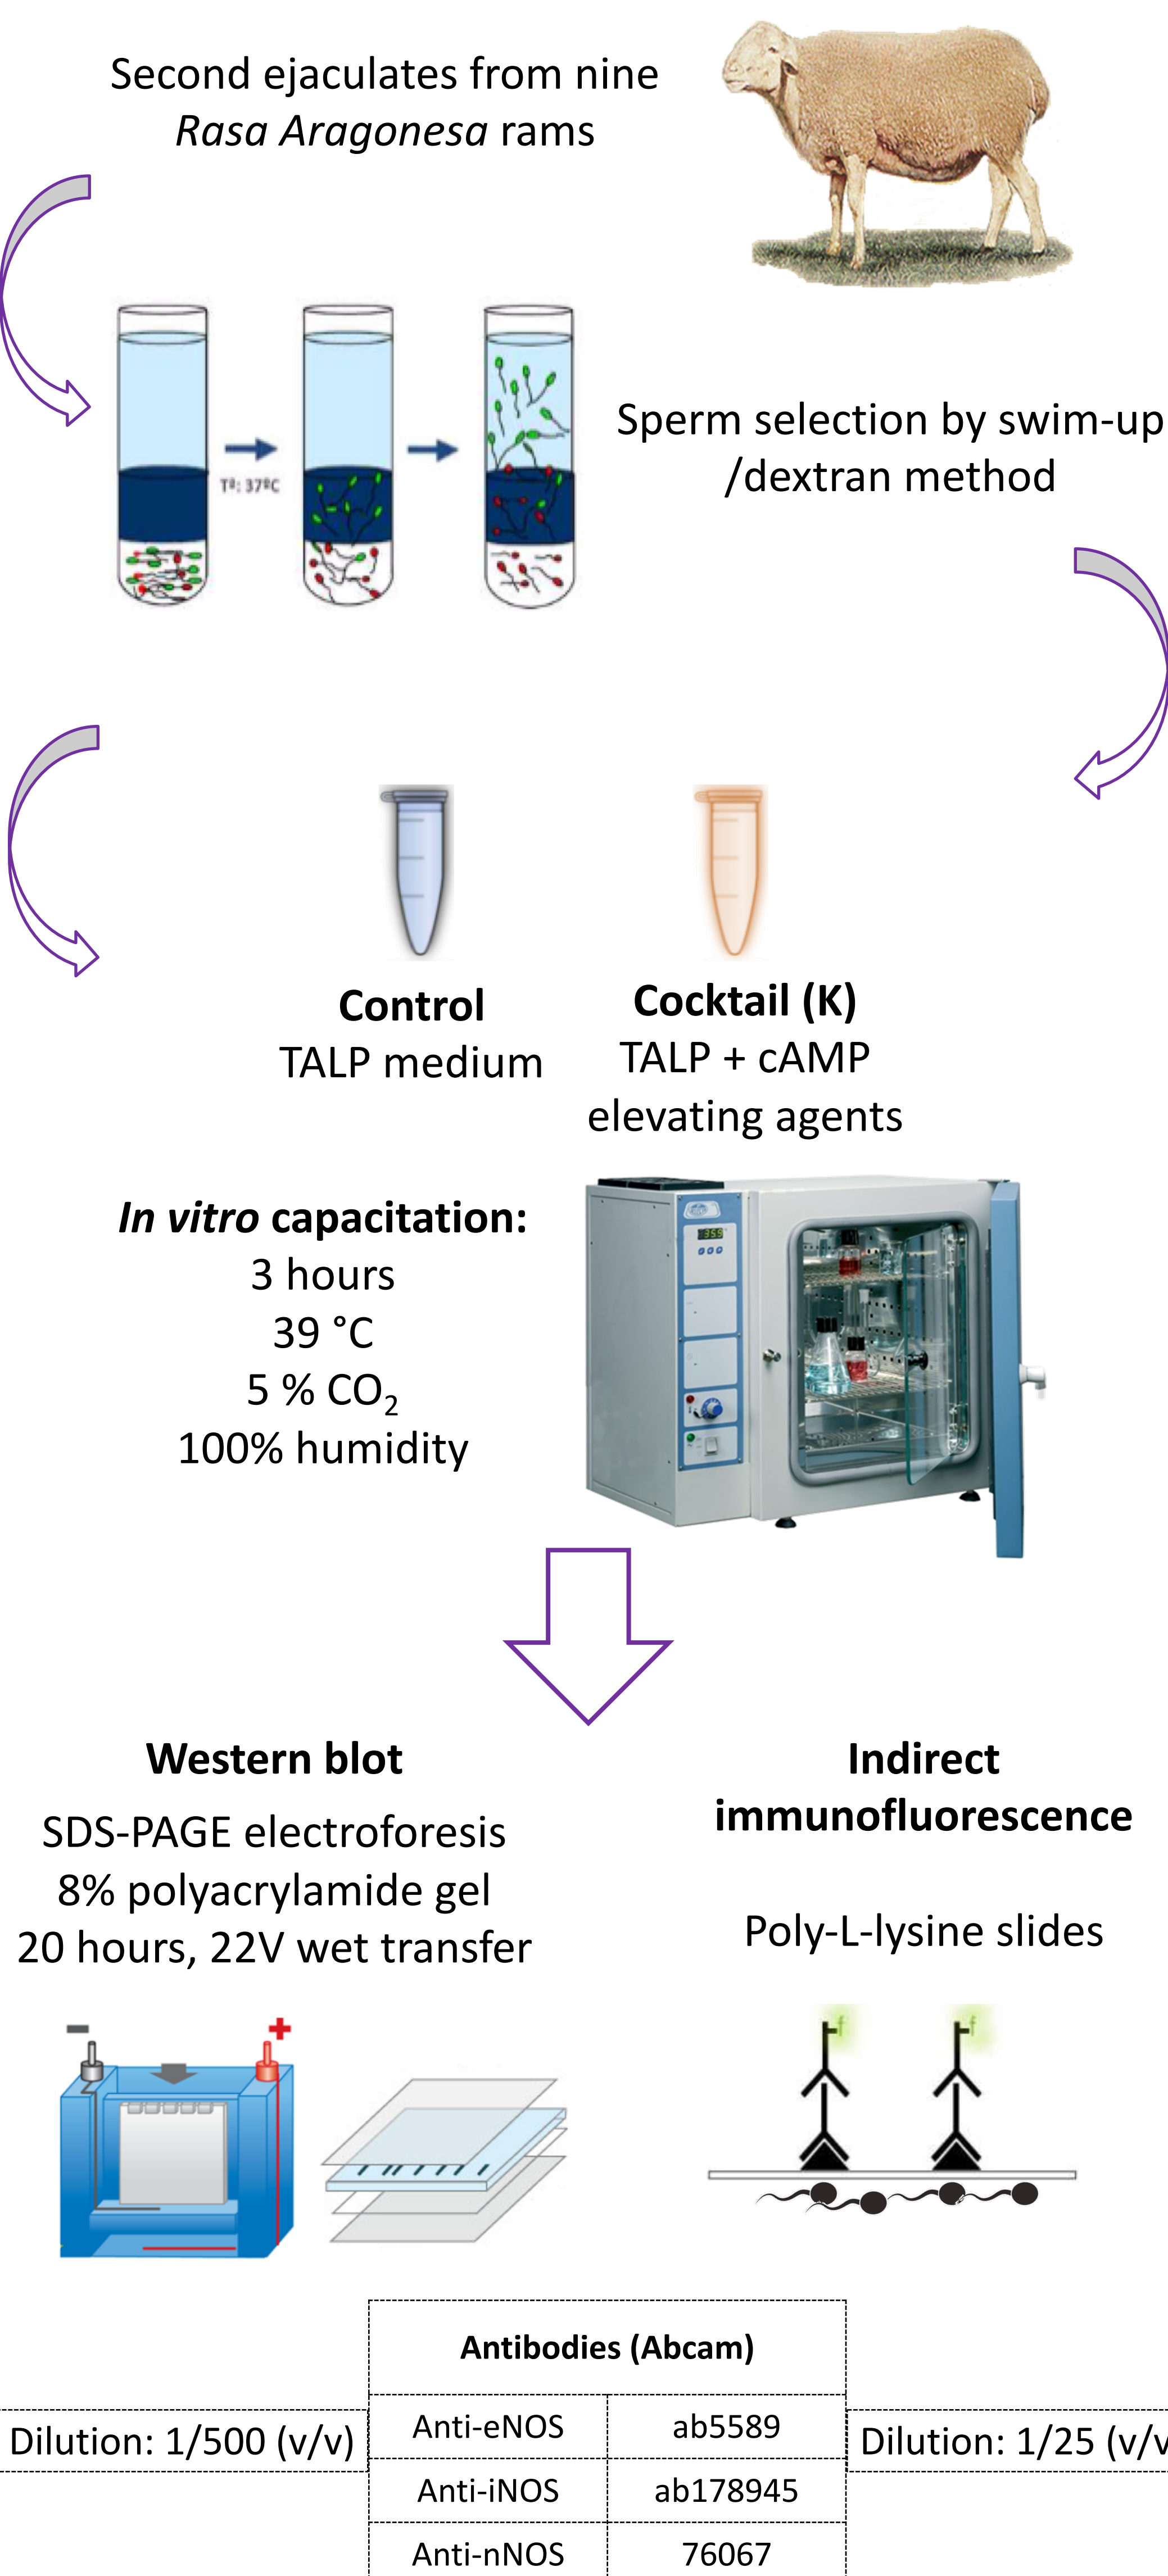 Second ejaculates from nine
Rasa Aragonesa rams
Tª: 37ºC
Sperm selection by swim-up
/dextran method
Control
TALP medium
Cocktail (K)
TALP + cAMP
elevating agents
In vitro capacitation:
3 hours
39 °C
5 % CO₂
100% humidity
Western blot
SDS-PAGE electroforesis
8% polyacrylamide gel
20 hours, 22V wet transfer
Indirect
immunofluorescence
Poly-L-lysine slides
f f
Antibodies (Abcam)
Dilution: 1/500 (v/v)
Anti-eNOS ab5589
Anti-iNOS ab178945
Anti-nNOS 76067
Dilution: 1/25 (v/v